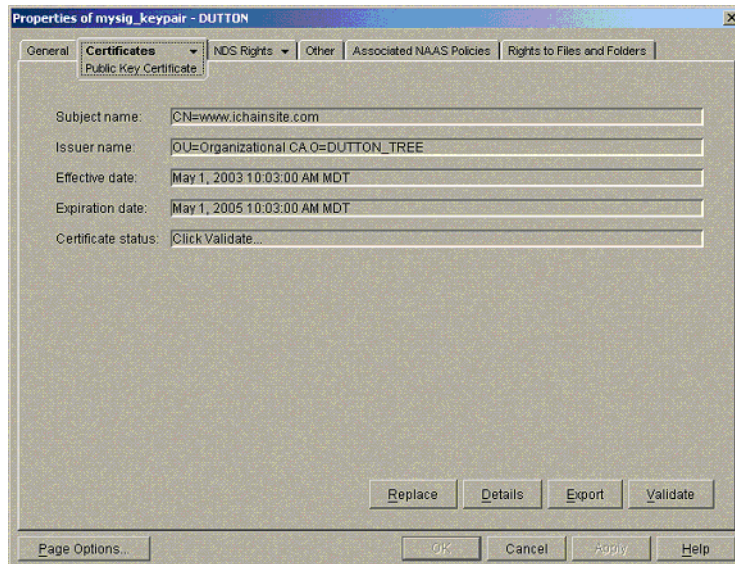 Properties of mysig_keypair - DUTTON
General Certificates NDS Rights Other Associated NAAS Policies Rights to Files and Folders
Public Key Certificate
Subject name: CN=www.ichainsite.com
Issuer name: OU=Organizational CA.O=DUTTON_TREE
Effective date: May 1, 2003 10:03:00 AM MDT
Expiration date: May 1, 2005 10:03:00 AM MDT
Certificate status: Click Validate...
Replace Details Export Validate
Page Options... OK Cancel Apply Help